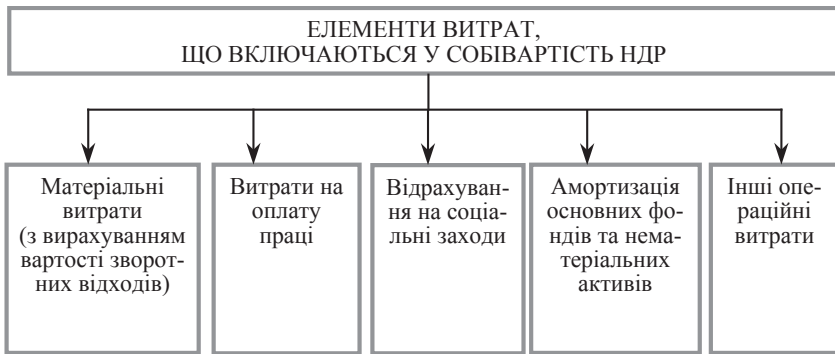 ЕЛЕМЕНТИ ВИТРАТ,
ЩО ВКЛЮЧАЮТЬСЯ У СОБІВАРТІСТЬ НДР
Матеріальні
витрати
(з вирахуванням
вартості зворот-
них відходів)
Витрати на
оплату
праці
Відрахуван-
ня на соціа-
льні заходи
Амортизація
основних фо-
ндів та нема-
теріальних
активів
Інші опе-
раційні
витрати